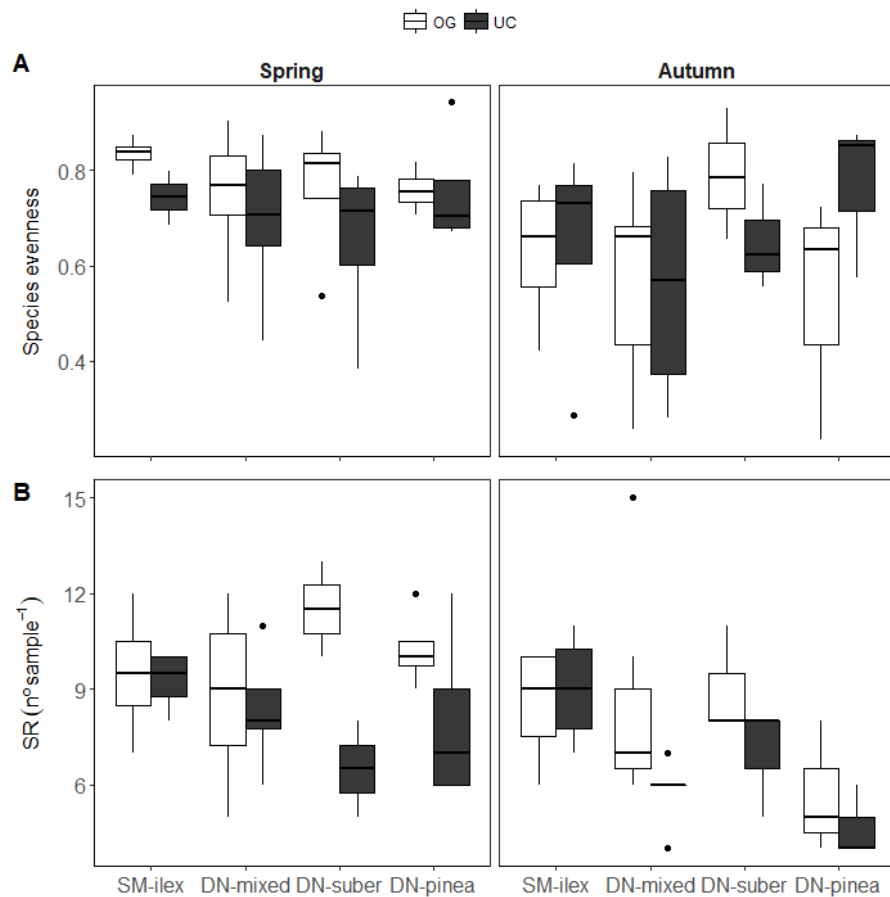 OG UC
A
Spring Autumn
Species evenness
0.8
0.6
0.4
B
SR (n° sample⁻¹)
15
12
9
6
SM-ilex DN-mixed DN-suber DN-pinea SM-ilex DN-mixed DN-suber DN-pinea